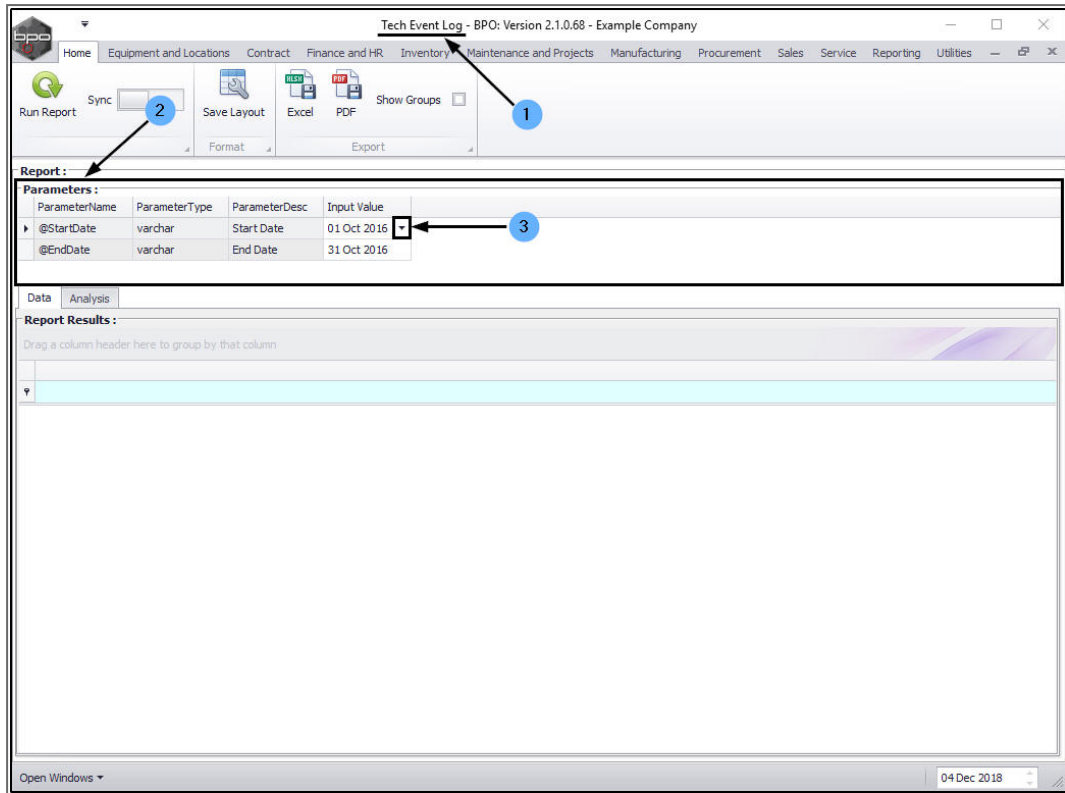 Tech Event Log - BPO: Version 2.1.0.68 - Example Company
bpo
Home Equipment and Locations Contract Finance and HR Inventory Maintenance and Projects Manufacturing Procurement Sales Service Reporting Utilities
XLSX PDF
Sync Show Groups
2 1
Run Report Save Layout Excel PDF
Format Export
Report :
Parameters :
ParameterName ParameterType ParameterDesc Input Value
@StartDate varchar Start Date 01 Oct 2016 3
@EndDate varchar End Date 31 Oct 2016
Data Analysis
Report Results :
Drag a column header here to group by that column
Open Windows 04 Dec 2018